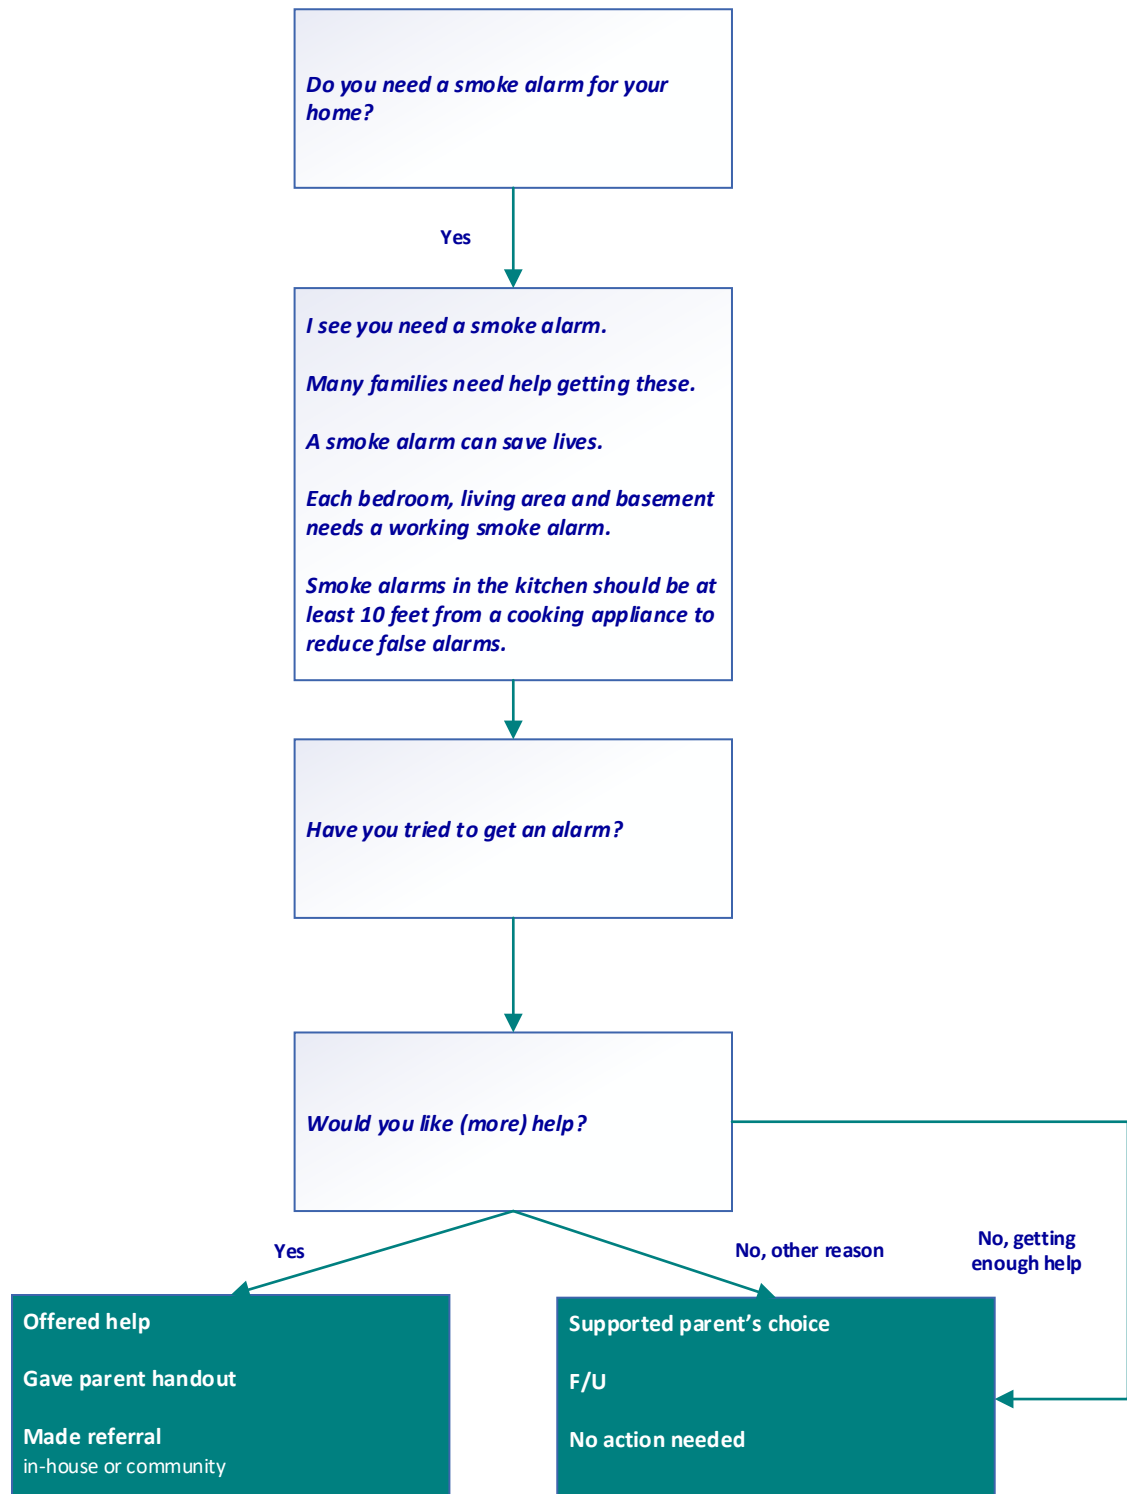 Do you need a smoke alarm for your
home?
Yes
I see you need a smoke alarm.
Many families need help getting these.
A smoke alarm can save lives.
Each bedroom, living area and basement
needs a working smoke alarm.
Smoke alarms in the kitchen should be at
least 10 feet from a cooking appliance to
reduce false alarms.
Have you tried to get an alarm?
Would you like (more) help?
Yes
No, other reason
No, getting
enough help
Offered help
Gave parent handout
Made referral
in-house or community
Supported parent’s choice
F/U
No action needed